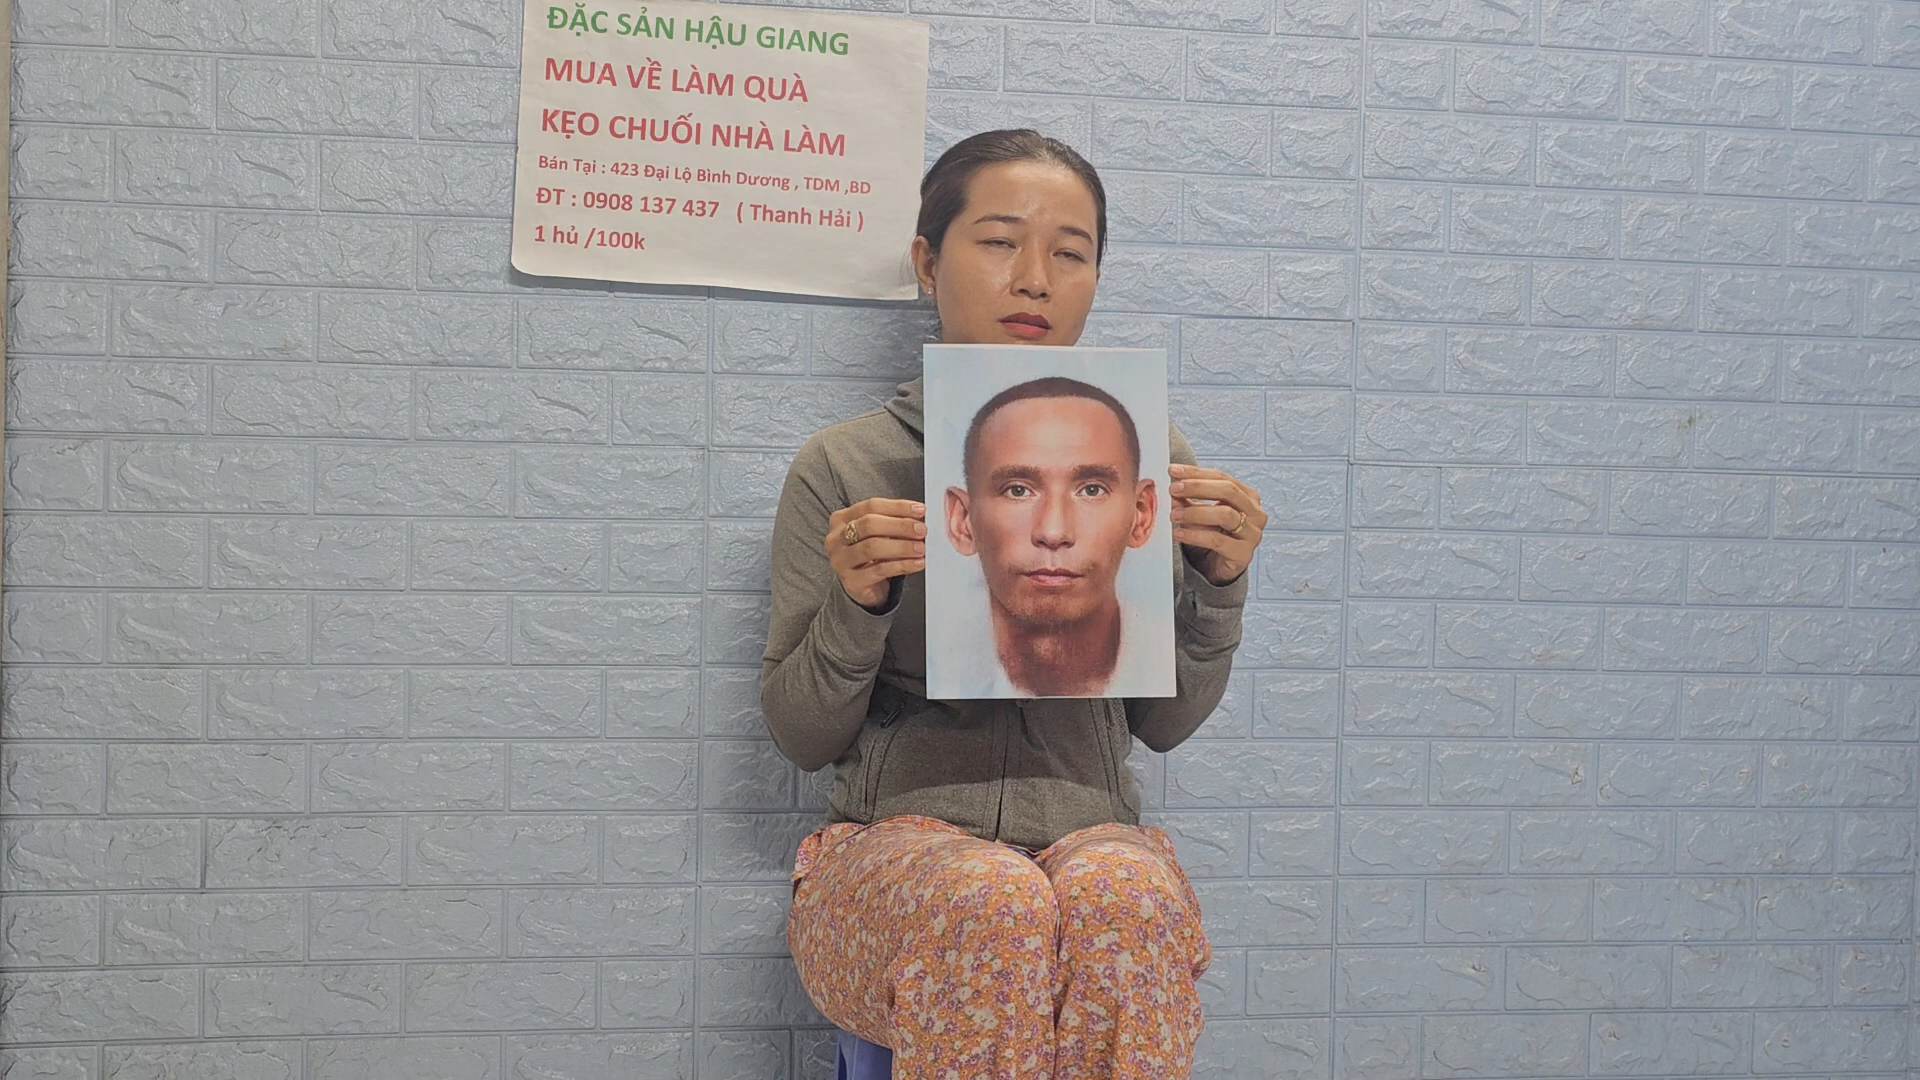 ĐẶC SẢN HẬU GIANG
MUA VỀ LÀM QUÀ
KẸO CHUỐI NHÀ LÀM
Bán Tại : 423 Đại Lộ Bình Dương , TDM ,BD
ĐT : 0908 137 437 ( Thanh Hải )
1 hủ /100k